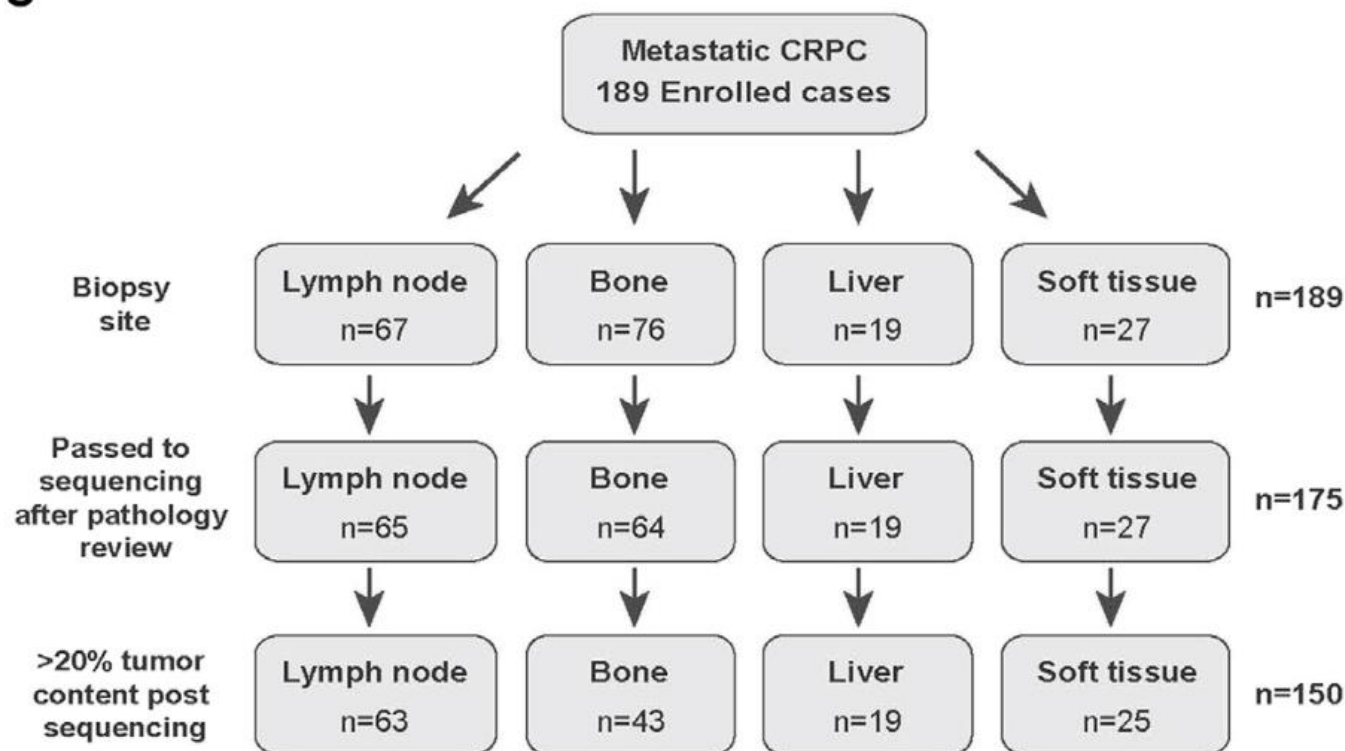 Metastatic CRPC
189 Enrolled cases
Biopsy
site
Lymph node
n=67
Bone
n=76
Liver
n=19
Soft tissue
n=27
n=189
Passed to
sequencing
after pathology
review
Lymph node
n=65
Bone
n=64
Liver
n=19
Soft tissue
n=27
n=175
>20% tumor
content post
sequencing
Lymph node
n=63
Bone
n=43
Liver
n=19
Soft tissue
n=25
n=150